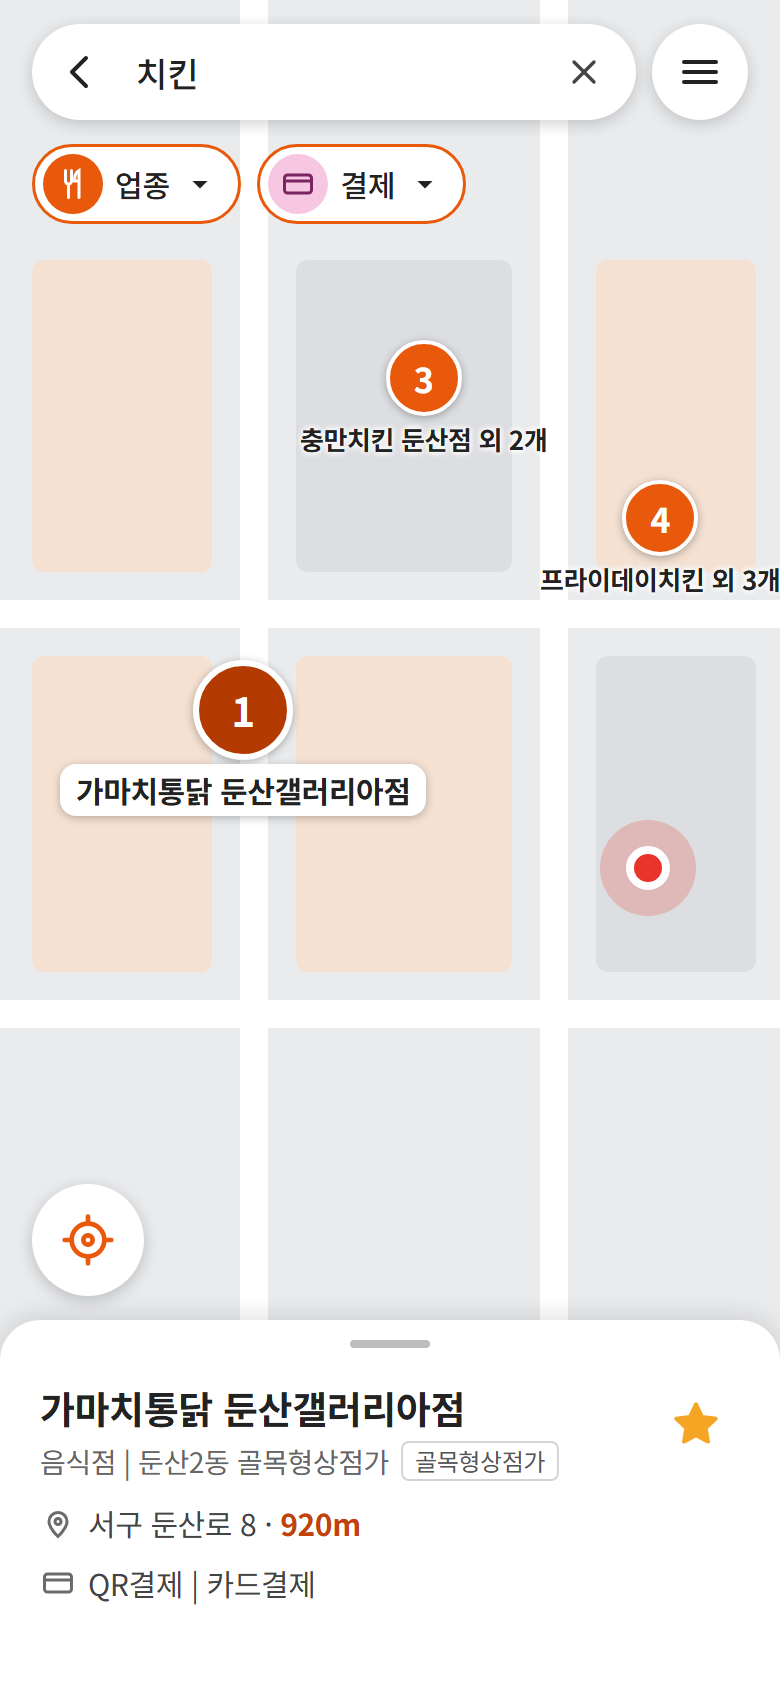 치킨
업종
결제
3
충만치킨 둔산점 외 2개
4
프라이데이치킨 외 3개
1
가마치통닭 둔산갤러리아점
가마치통닭 둔산갤러리아점
음식점 | 둔산2동 골목형상점가 골목형상점가
서구 둔산로 8 · 920m
QR결제 | 카드결제